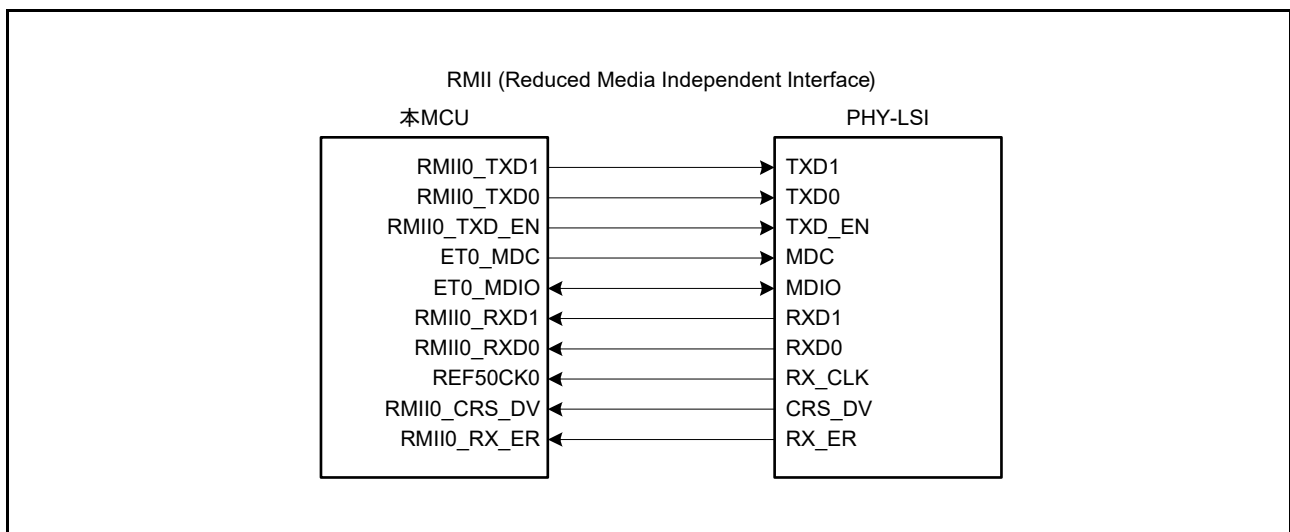 RMII (Reduced Media Independent Interface)
本MCU PHY-LSI
RMII0_TXD1 TXD1
RMII0_TXD0 TXD0
RMII0_TXD_EN TXD_EN
ET0_MDC MDC
ET0_MDIO MDIO
RMII0_RXD1 RXD1
RMII0_RXD0 RXD0
REF50CK0 RX_CLK
RMII0_CRS_DV CRS_DV
RMII0_RX_ER RX_ER